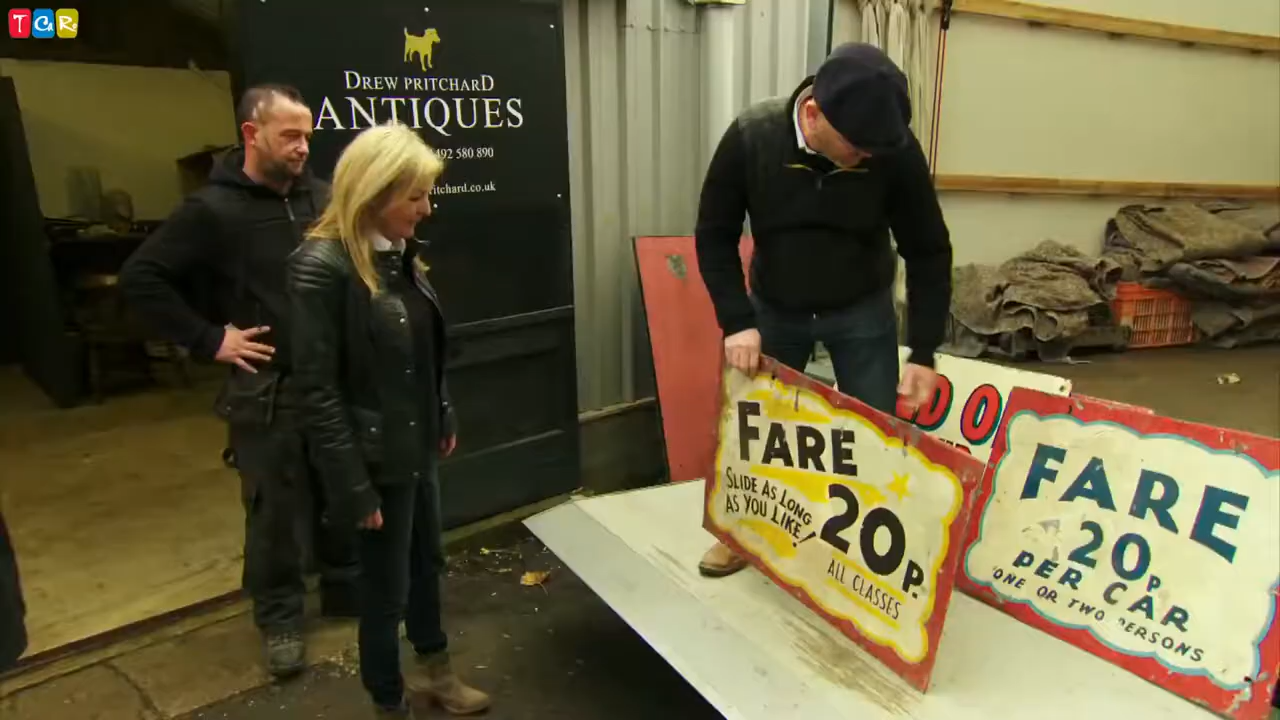 TGR
DREW PRITCHARD
ANTIQUES
492 580 890
ritchard.co.uk
FARE
SLIDE AS LONG
AS YOU LIKE!
20P.
ALL CLASSES
D O
FARE
20P
PER CAR
ONE OR TWO PERSONS